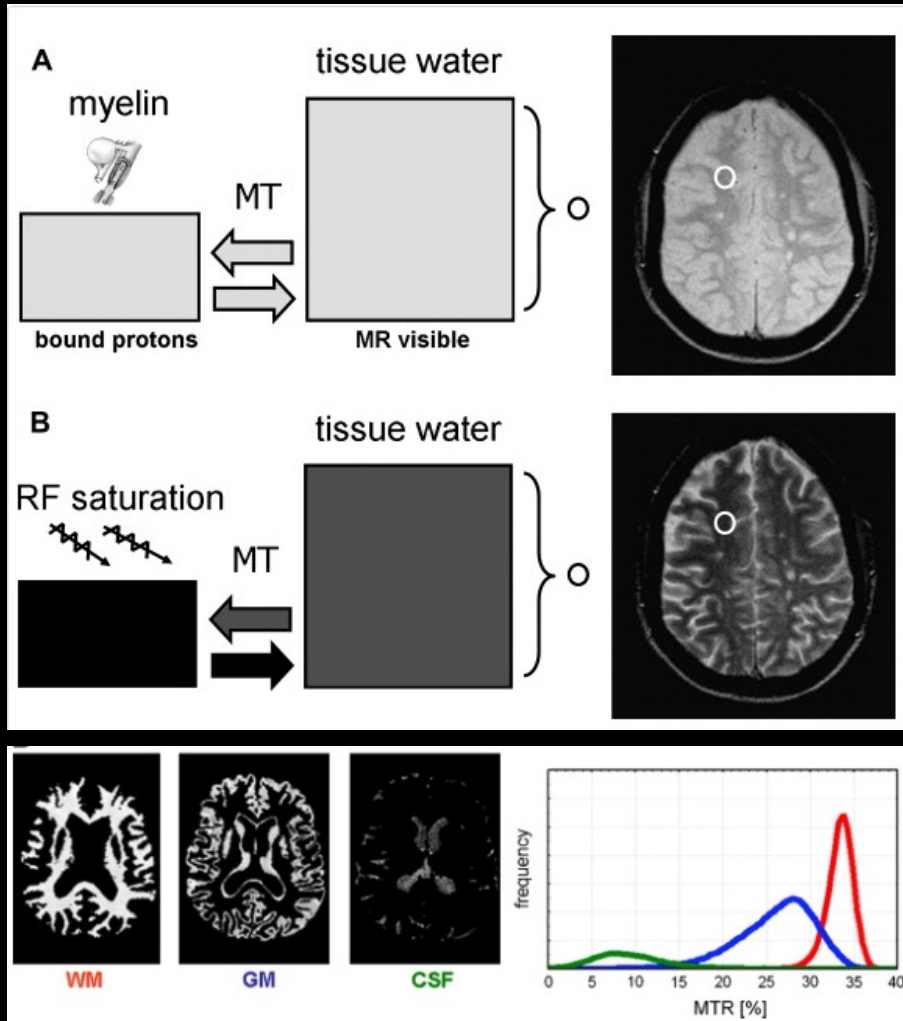 A
tissue water
myelin
MT
bound protons
MR visible
B
tissue water
RF saturation
MT
WM
GM
CSF
frequency
0 5 10 15 20 25 30 35 40
MTR [%]